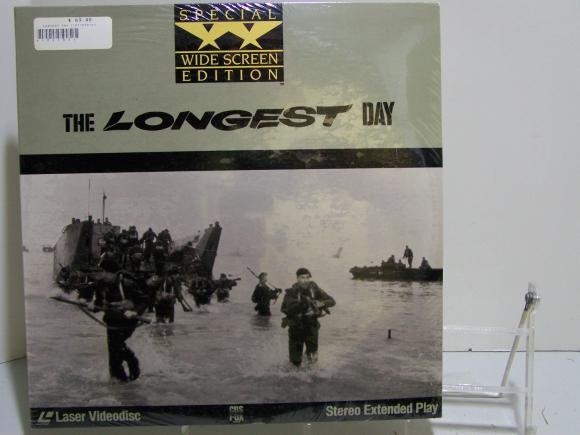 SPECIAL
WIDE SCREEN
EDITION
THE LONGEST DAY
Laser Videodisc
CBS
FOX
Stereo Extended Play